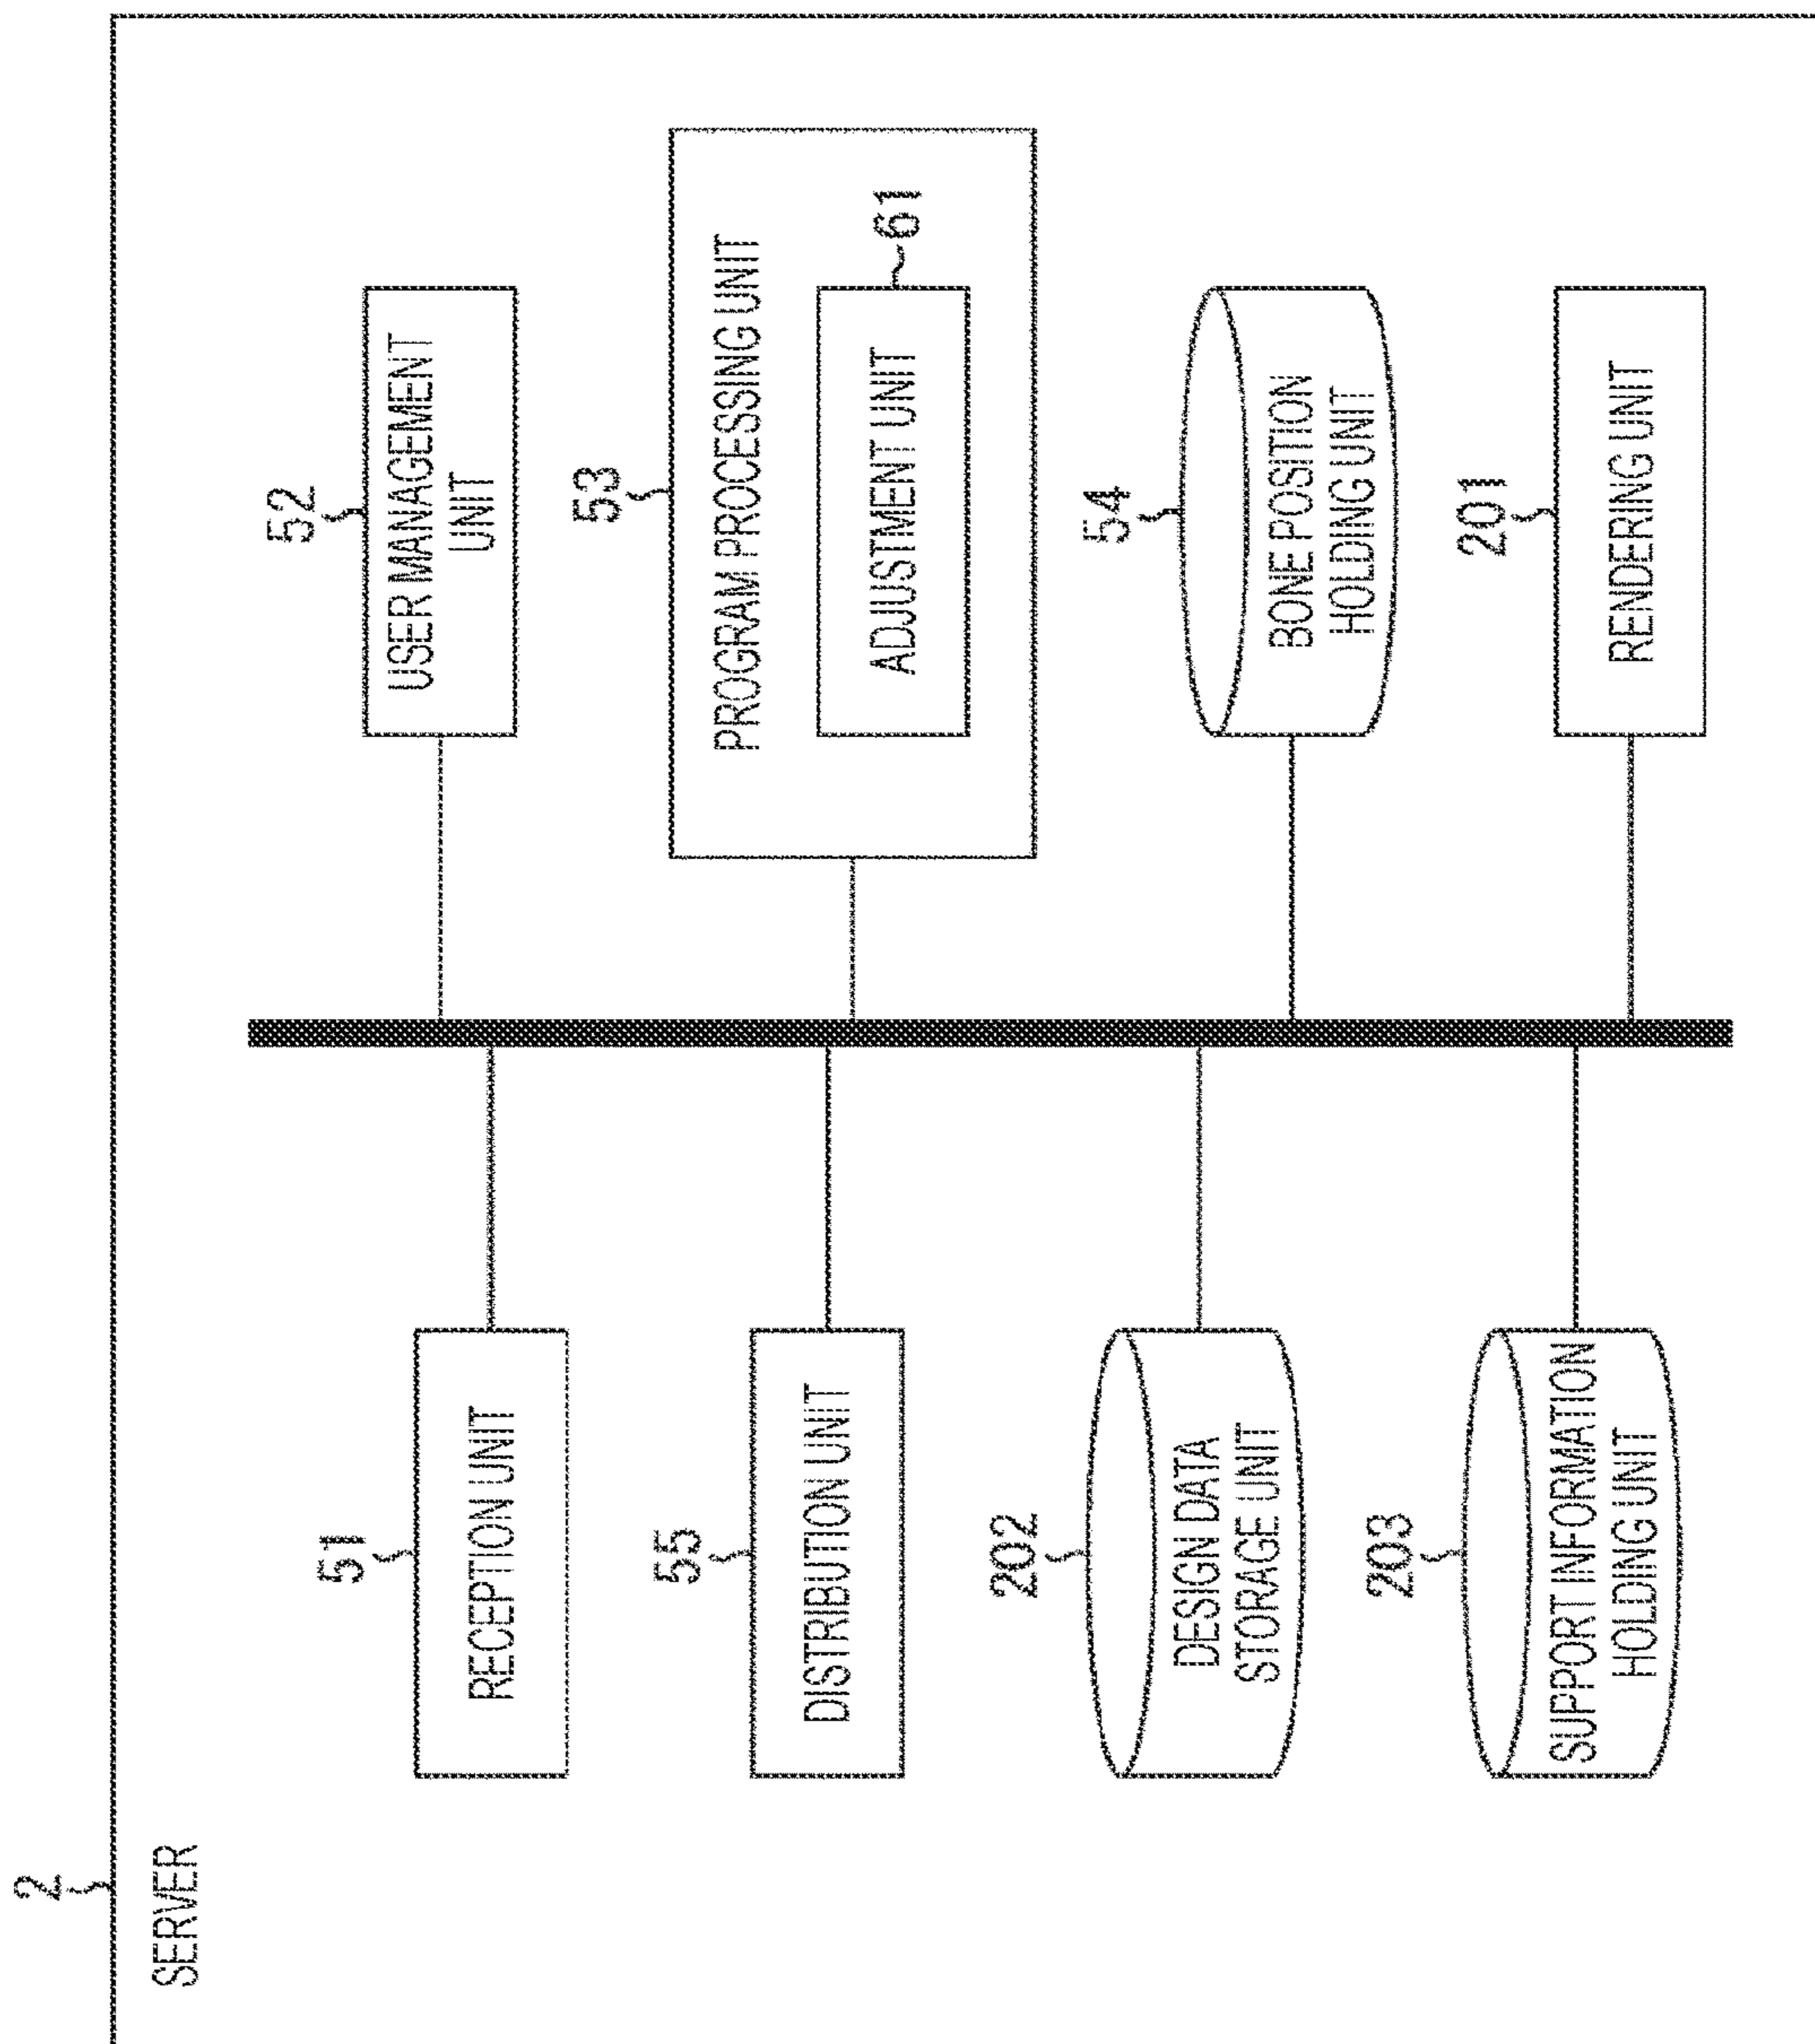 2
SERVER
51
RECEPTION UNIT
55
DISTRIBUTION UNIT
202
DESIGN DATA
STORAGE UNIT
203
SUPPORT INFORMATION
HOLDING UNIT
52
USER MANAGEMENT
UNIT
53
PROGRAM PROCESSING UNIT
61
ADJUSTMENT UNIT
54
BONE POSITION
HOLDING UNIT
201
RENDERING UNIT